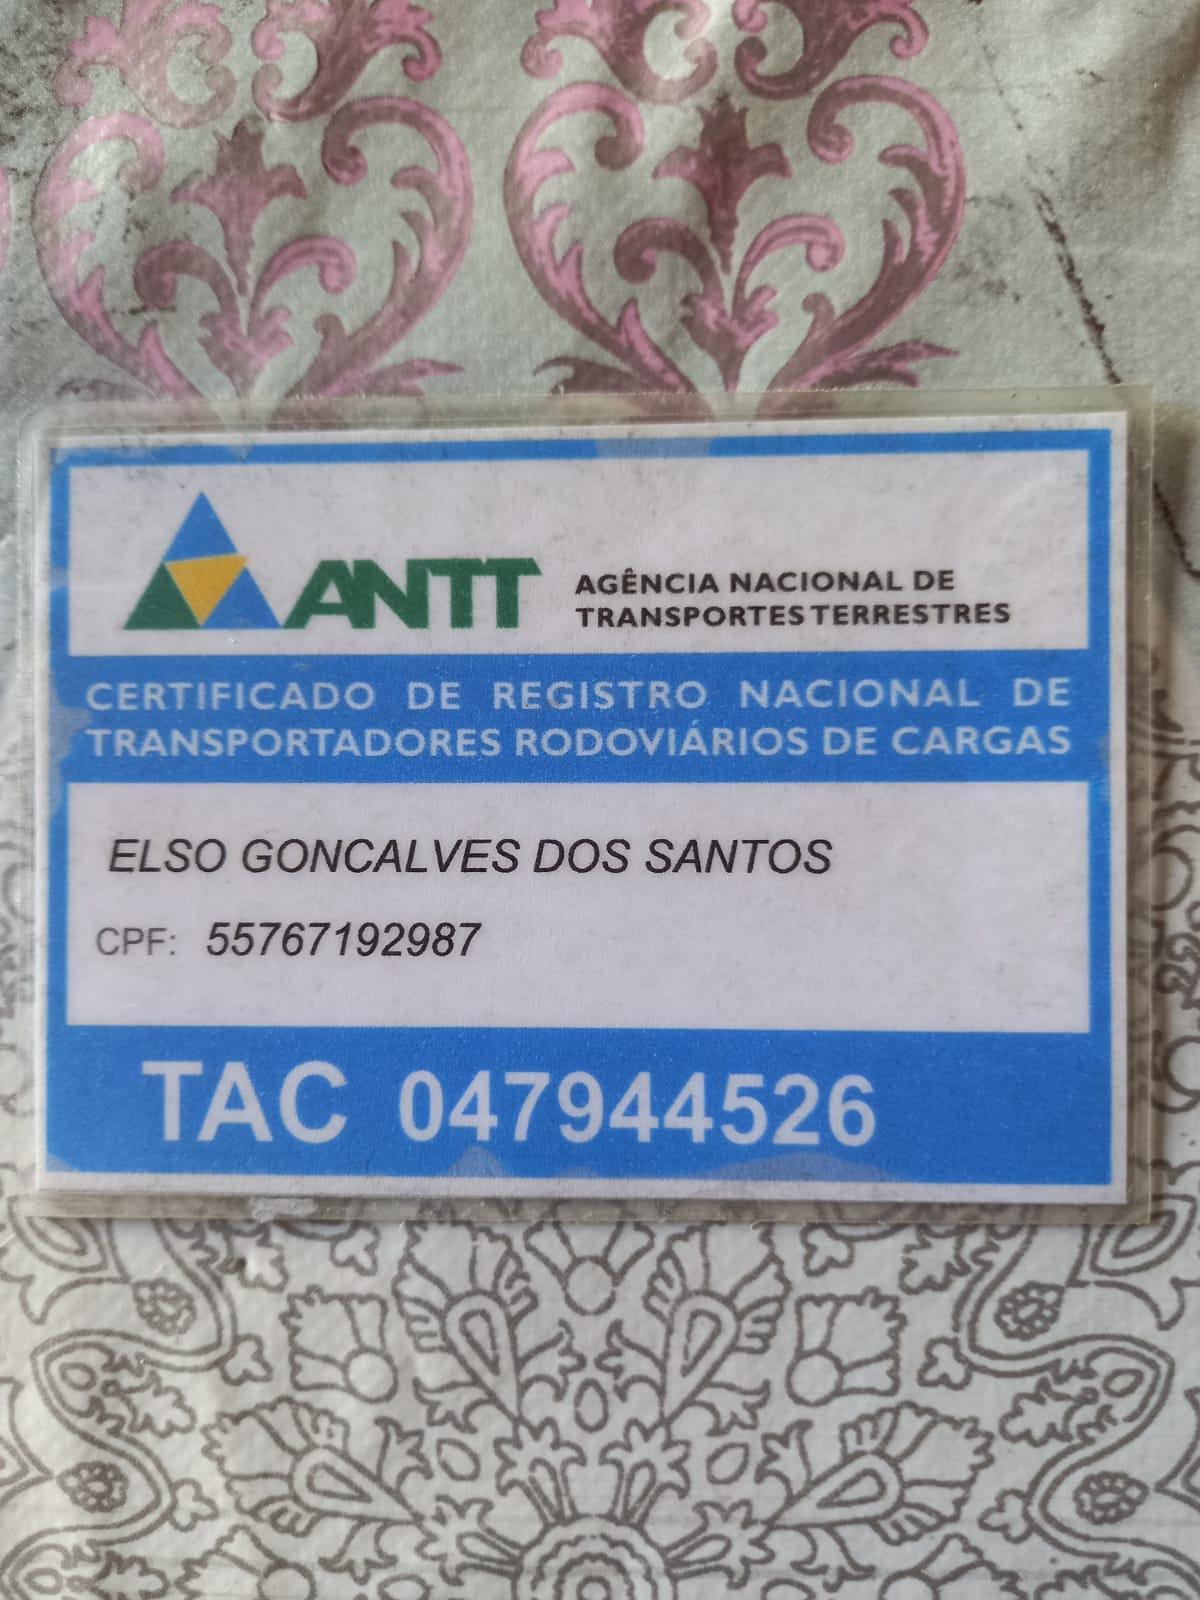 ANTT
AGÊNCIA NACIONAL DE
TRANSPORTES TERRESTRES
CERTIFICADO DE REGISTRO NACIONAL DE
TRANSPORTADORES RODOVIÁRIOS DE CARGAS
ELSO GONCALVES DOS SANTOS
CPF: 55767192987
TAC 047944526